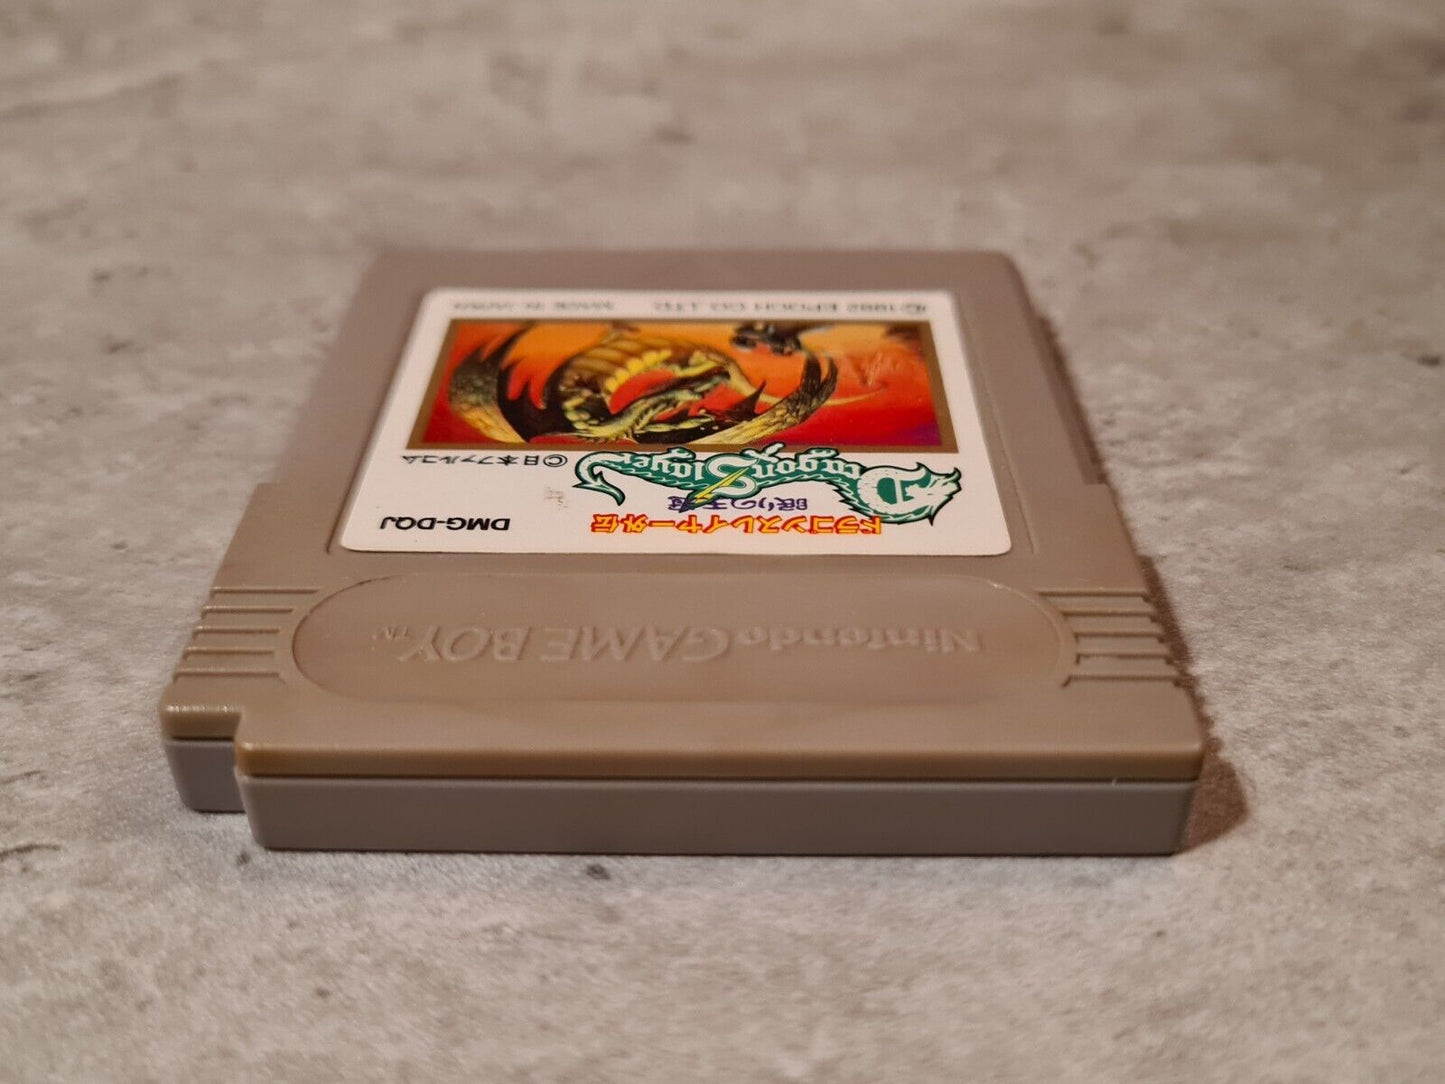 Nintendo GAME BOY™
ドラゴンスレイヤー外伝
DMG-DQJ
眠りの王冠
Dragon Slayer
©日本ファルコム
©1992 EPOCH CO.,LTD. MADE IN JAPAN